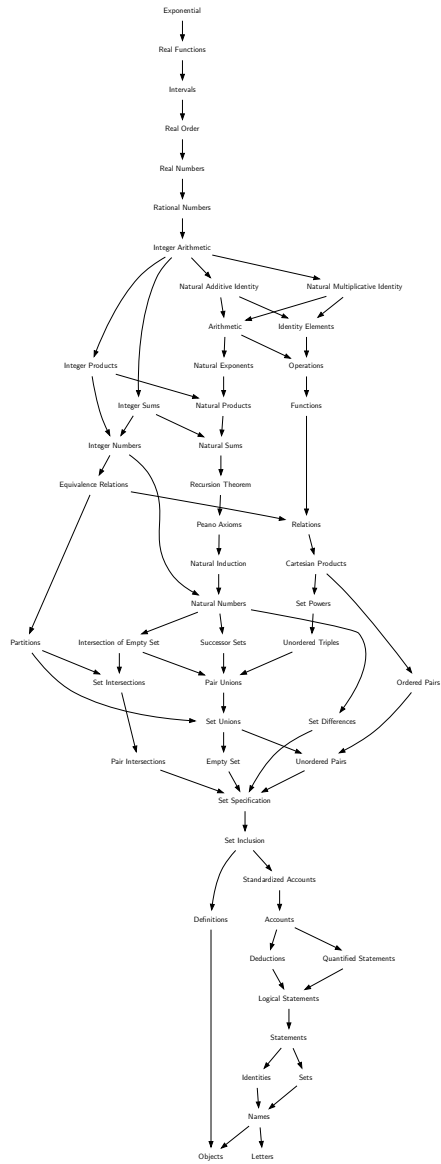 Exponential
Real Functions
Intervals
Real Order
Real Numbers
Rational Numbers
Integer Arithmetic
Natural Additive Identity
Natural Multiplicative Identity
Arithmetic
Identity Elements
Integer Products
Natural Exponents
Operations
Integer Sums
Natural Products
Functions
Integer Numbers
Natural Sums
Equivalence Relations
Recursion Theorem
Peano Axioms
Relations
Natural Induction
Cartesian Products
Natural Numbers
Set Powers
Partitions
Intersection of Empty Set
Successor Sets
Unordered Triples
Set Intersections
Pair Unions
Ordered Pairs
Set Unions
Set Differences
Pair Intersections
Empty Set
Unordered Pairs
Set Specification
Set Inclusion
Standardized Accounts
Definitions
Accounts
Deductions
Quantified Statements
Logical Statements
Statements
Identities
Sets
Names
Objects
Letters